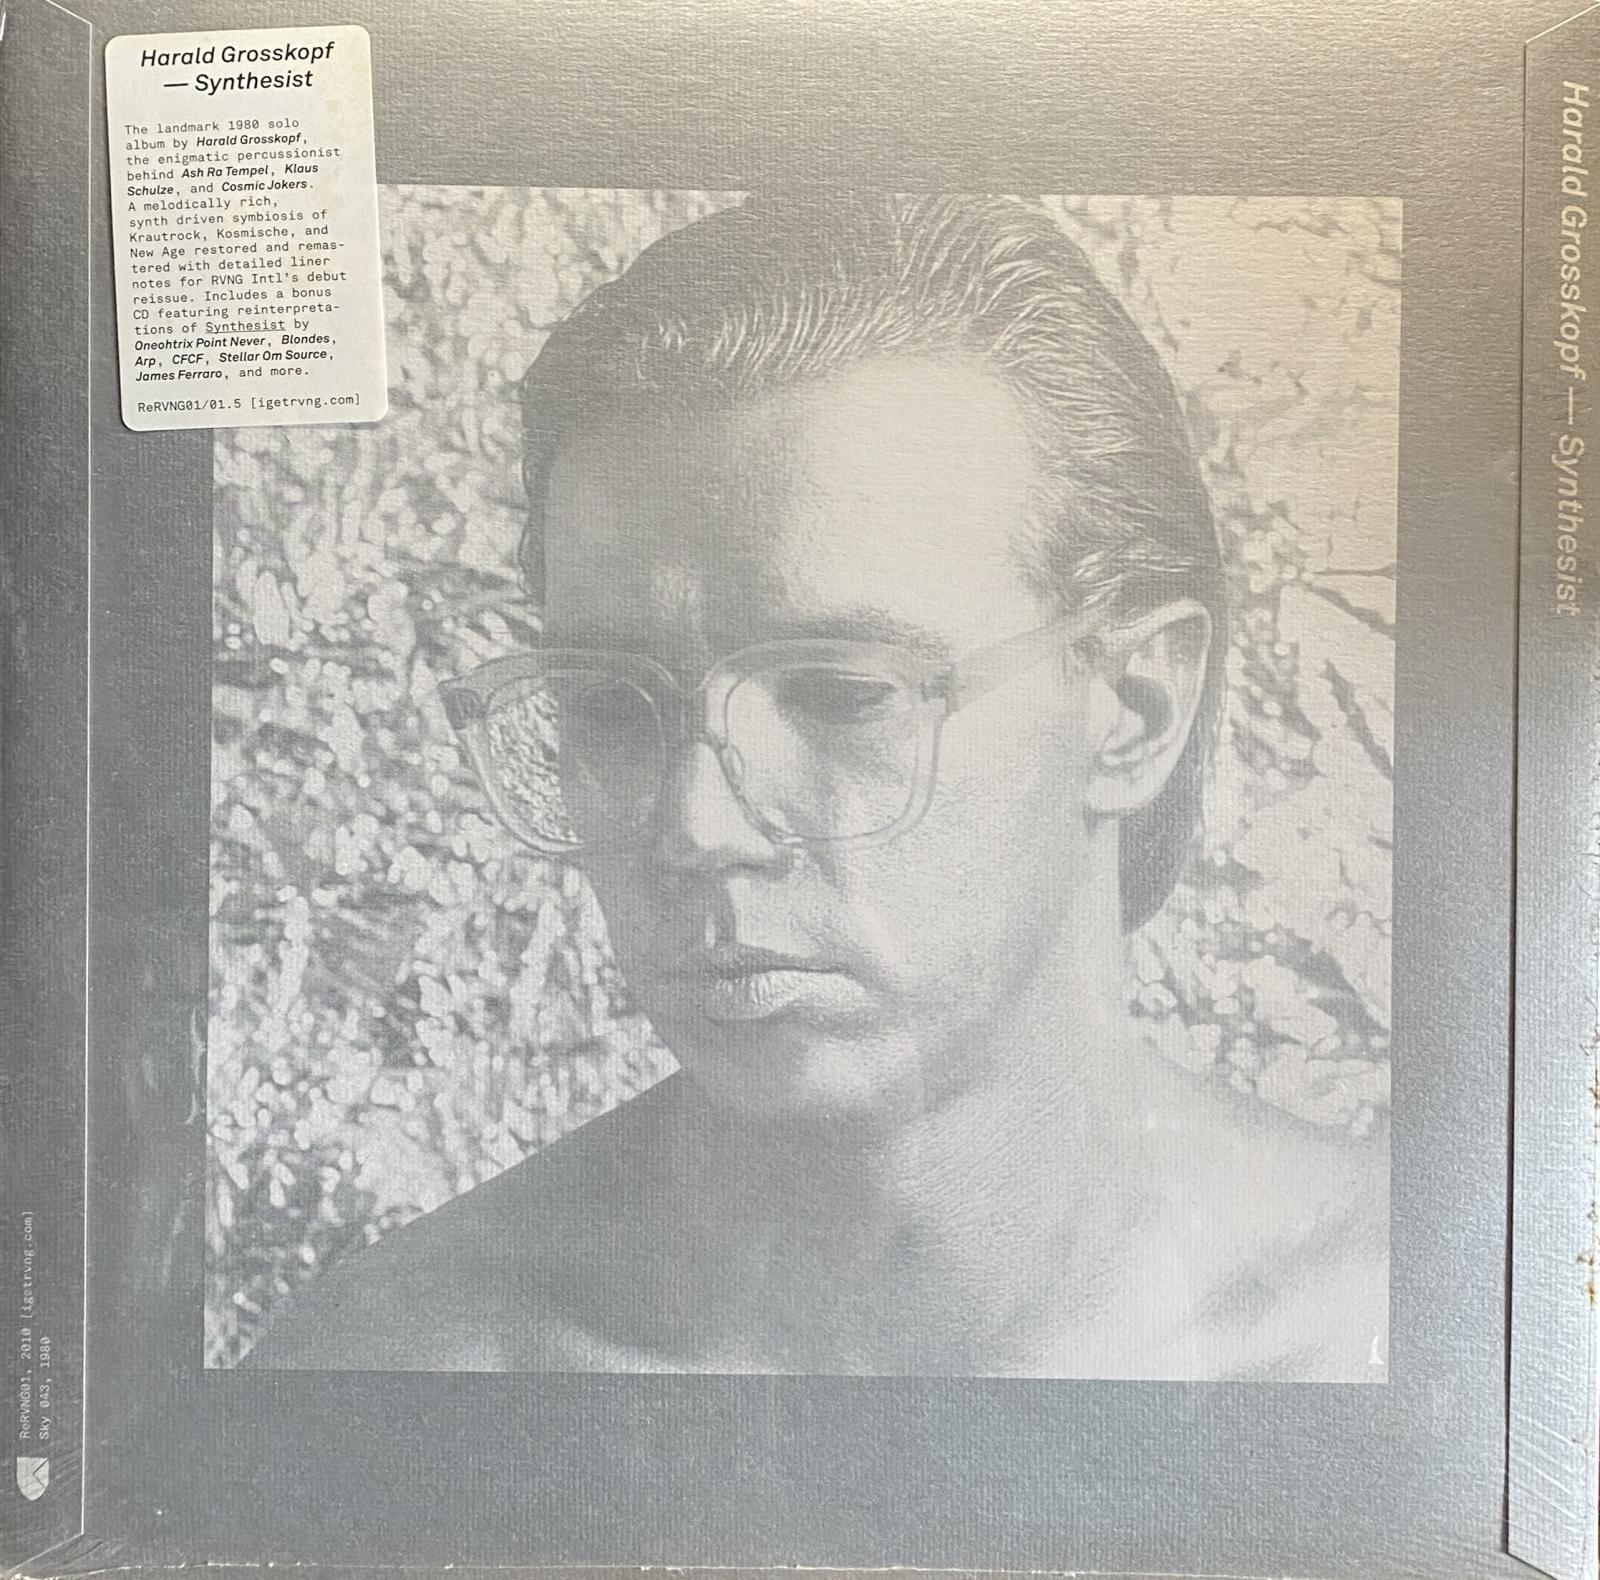 Harald Grosskopf
— Synthesist
The landmark 1980 solo
album by Harald Grosskopf,
the enigmatic percussionist
behind Ash Ra Tempel, Klaus
Schulze, and Cosmic Jokers.
A melodically rich,
synth driven symbiosis of
Krautrock, Kosmische, and
New Age restored and remas-
tered with detailed liner
notes for RVNG Intl's debut
reissue. Includes a bonus
CD featuring reinterpreta-
tions of Synthesist by
Oneohtrix Point Never, Blondes,
Arp, CFCF, Stellar Om Source,
James Ferraro, and more.
ReRVNG01/01.5 [igetrvng.com]
Harald Grosskopf — Synthesist
ReRVNG01, 2010 [igetrvng.com]
Sky 043, 1980